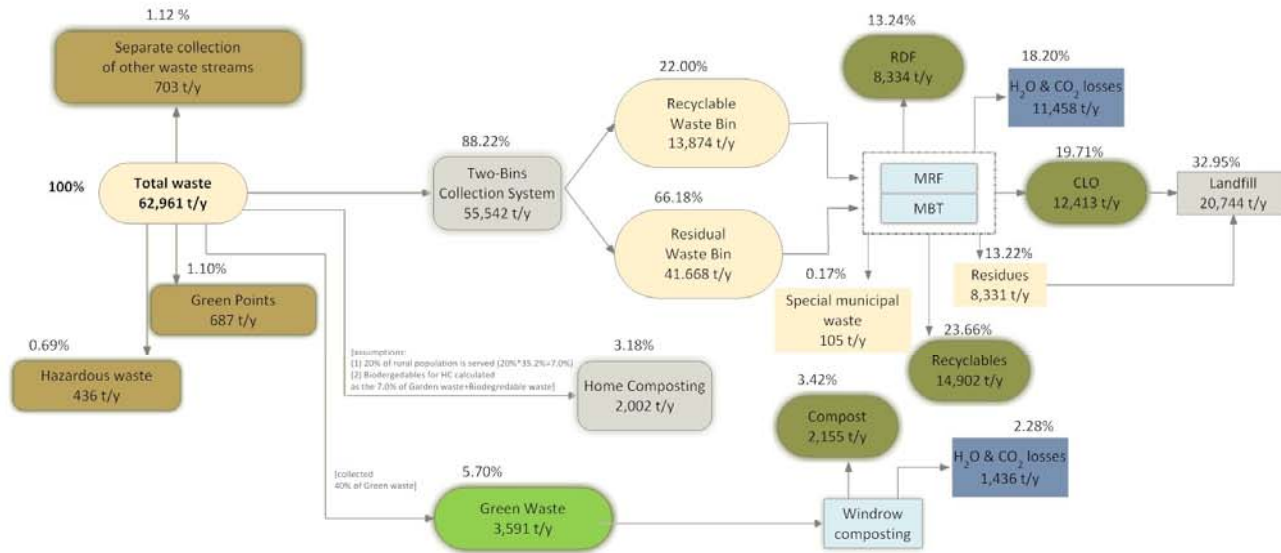 1.12 %
Separate collection
of other waste streams
703 t/y
100%
Total waste
62,961 t/y
1.10%
Green Points
687 t/y
0.69%
Hazardous waste
436 t/y
88.22%
Two-Bins
Collection System
55,542 t/y
22.00%
Recyclable
Waste Bin
13,874 t/y
66.18%
Residual
Waste Bin
41.668 t/y
[assumptions:
(1) 20% of rural population is served (20%*35.2%=7.0%)
(2) Biodergedables for HC calculated
as the 7.0% of Garden waste+Biodegredable waste]
3.18%
Home Composting
2,002 t/y
[collected
40% of Green waste]
5.70%
Green Waste
3,591 t/y
13.24%
RDF
8,334 t/y
18.20%
H₂O & CO₂ losses
11,458 t/y
MRF
MBT
19.71%
CLO
12,413 t/y
32.95%
Landfill
20,744 t/y
13.22%
Residues
8,331 t/y
0.17%
Special municipal
waste
105 t/y
23.66%
Recyclables
14,902 t/y
3.42%
Compost
2,155 t/y
2.28%
H₂O & CO₂ losses
1,436 t/y
Windrow
composting